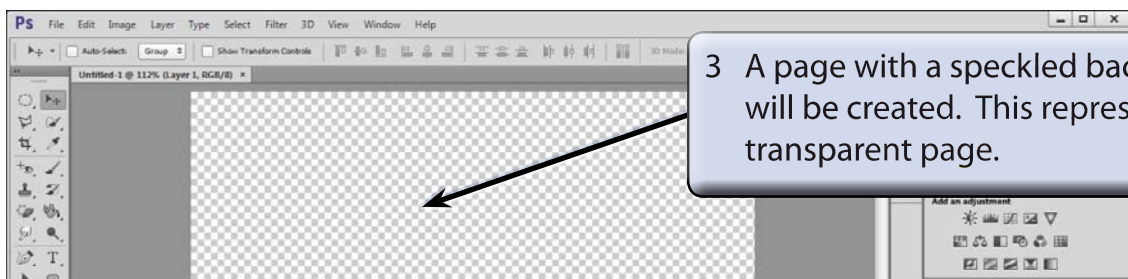 Ps File Edit Image Layer Type Select Filter 3D View Window Help
Auto-Select: Group Show Transform Controls 3D Mode:
Untitled-1 @ 112% (Layer 1, RGB/8) ×
3 A page with a speckled bac
will be created. This repres
transparent page.
Add an adjustment
T